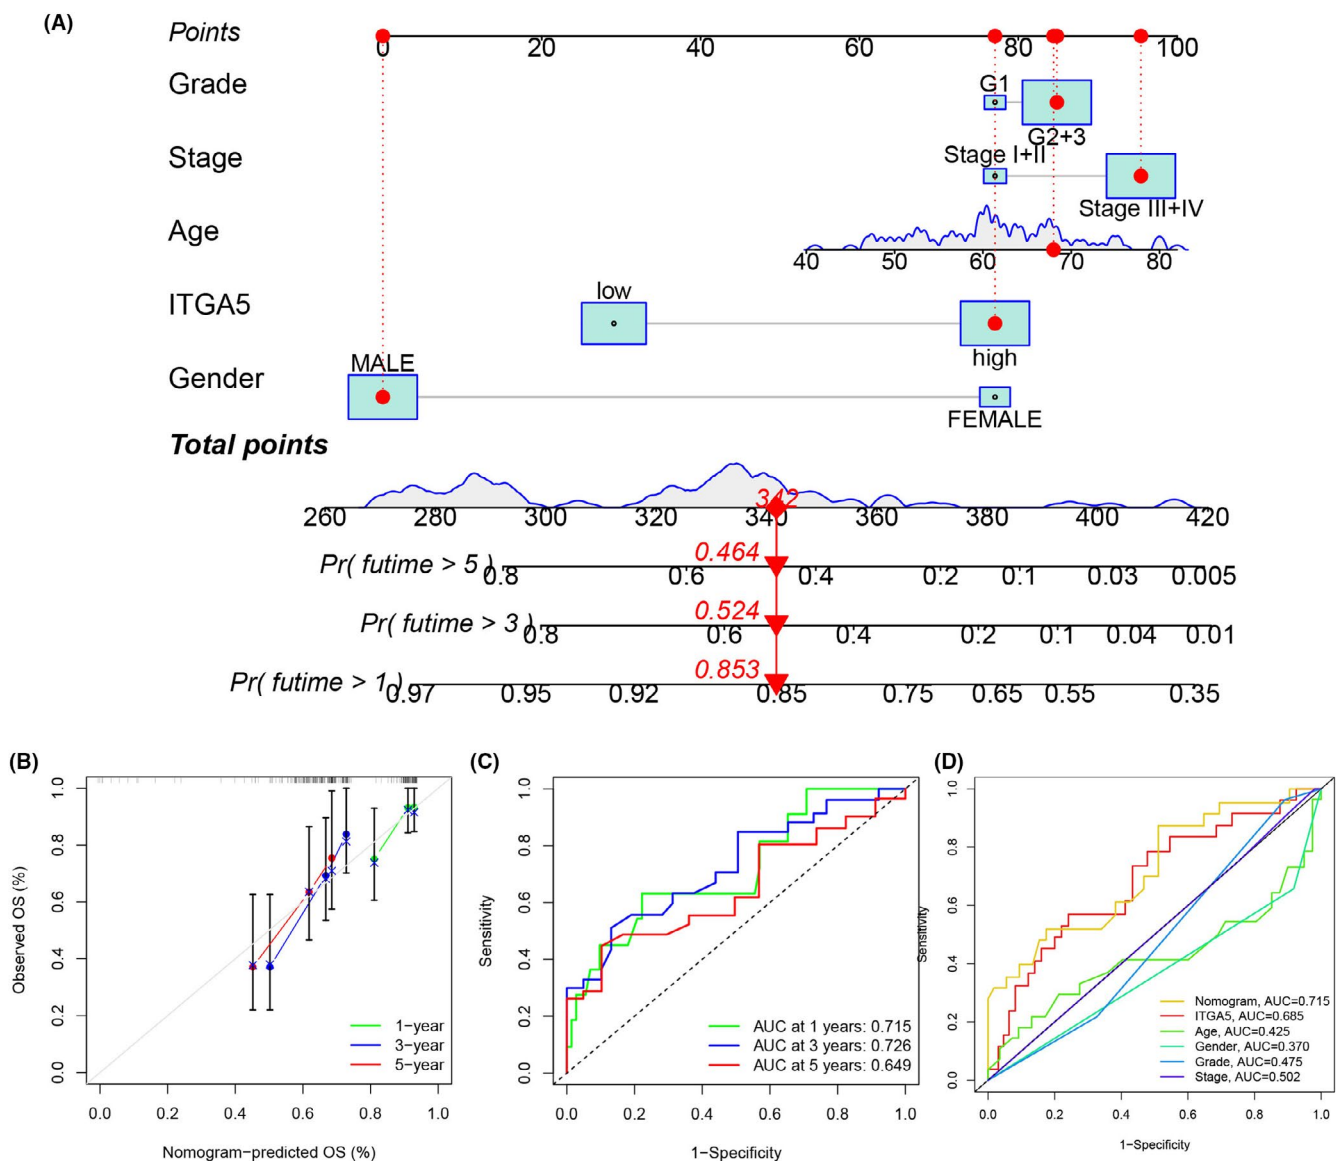 (A)
Points
0 20 40 60 80 100
Grade
G1
G2+3
Stage
Stage I+II
Stage III+IV
Age
40 50 60 70 80
ITGA5
low
high
Gender
MALE
FEMALE
Total points
342
260 280 300 320 340 360 380 400 420
0.464
Pr( futime > 5 )
0.8 0.6 0.4 0.2 0.1 0.03 0.005
0.524
Pr( futime > 3 )
0.8 0.6 0.4 0.2 0.1 0.04 0.01
0.853
Pr( futime > 1 )
0.97 0.95 0.92 0.85 0.75 0.65 0.55 0.35
(B)
Observed OS (%)
1.0
0.8
0.6
0.4
0.2
0.0
1−year
3−year
5−year
0.0 0.2 0.4 0.6 0.8 1.0
Nomogram−predicted OS (%)
(C)
Sensitivity
1.0
0.8
0.6
0.4
0.2
0.0
AUC at 1 years: 0.715
AUC at 3 years: 0.726
AUC at 5 years: 0.649
0.0 0.2 0.4 0.6 0.8 1.0
1−Specificity
(D)
Sensitivity
1.0
0.8
0.6
0.4
0.2
0.0
Nomogram, AUC=0.715
ITGA5, AUC=0.685
Age, AUC=0.425
Gender, AUC=0.370
Grade, AUC=0.475
Stage, AUC=0.502
0.0 0.2 0.4 0.6 0.8 1.0
1−Specificity